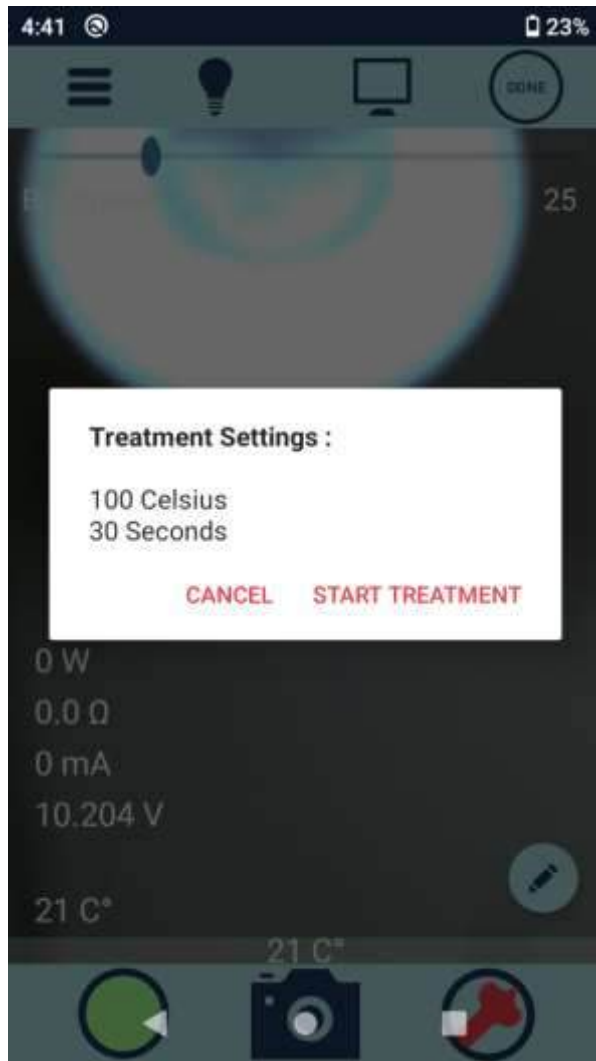 4:41
23%
DONE
25
Treatment Settings :
100 Celsius
30 Seconds
CANCEL
START TREATMENT
0 W
0.0 Ω
0 mA
10.204 V
21 C°
21 C°